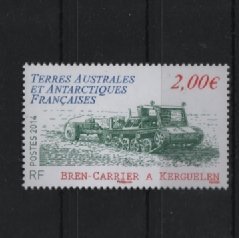 TERRES AUSTRALES
ET ANTARCTIQUES
FRANÇAISES
2,00€
POSTES 2014
RF
BREN-CARRIER A KERGUELEN